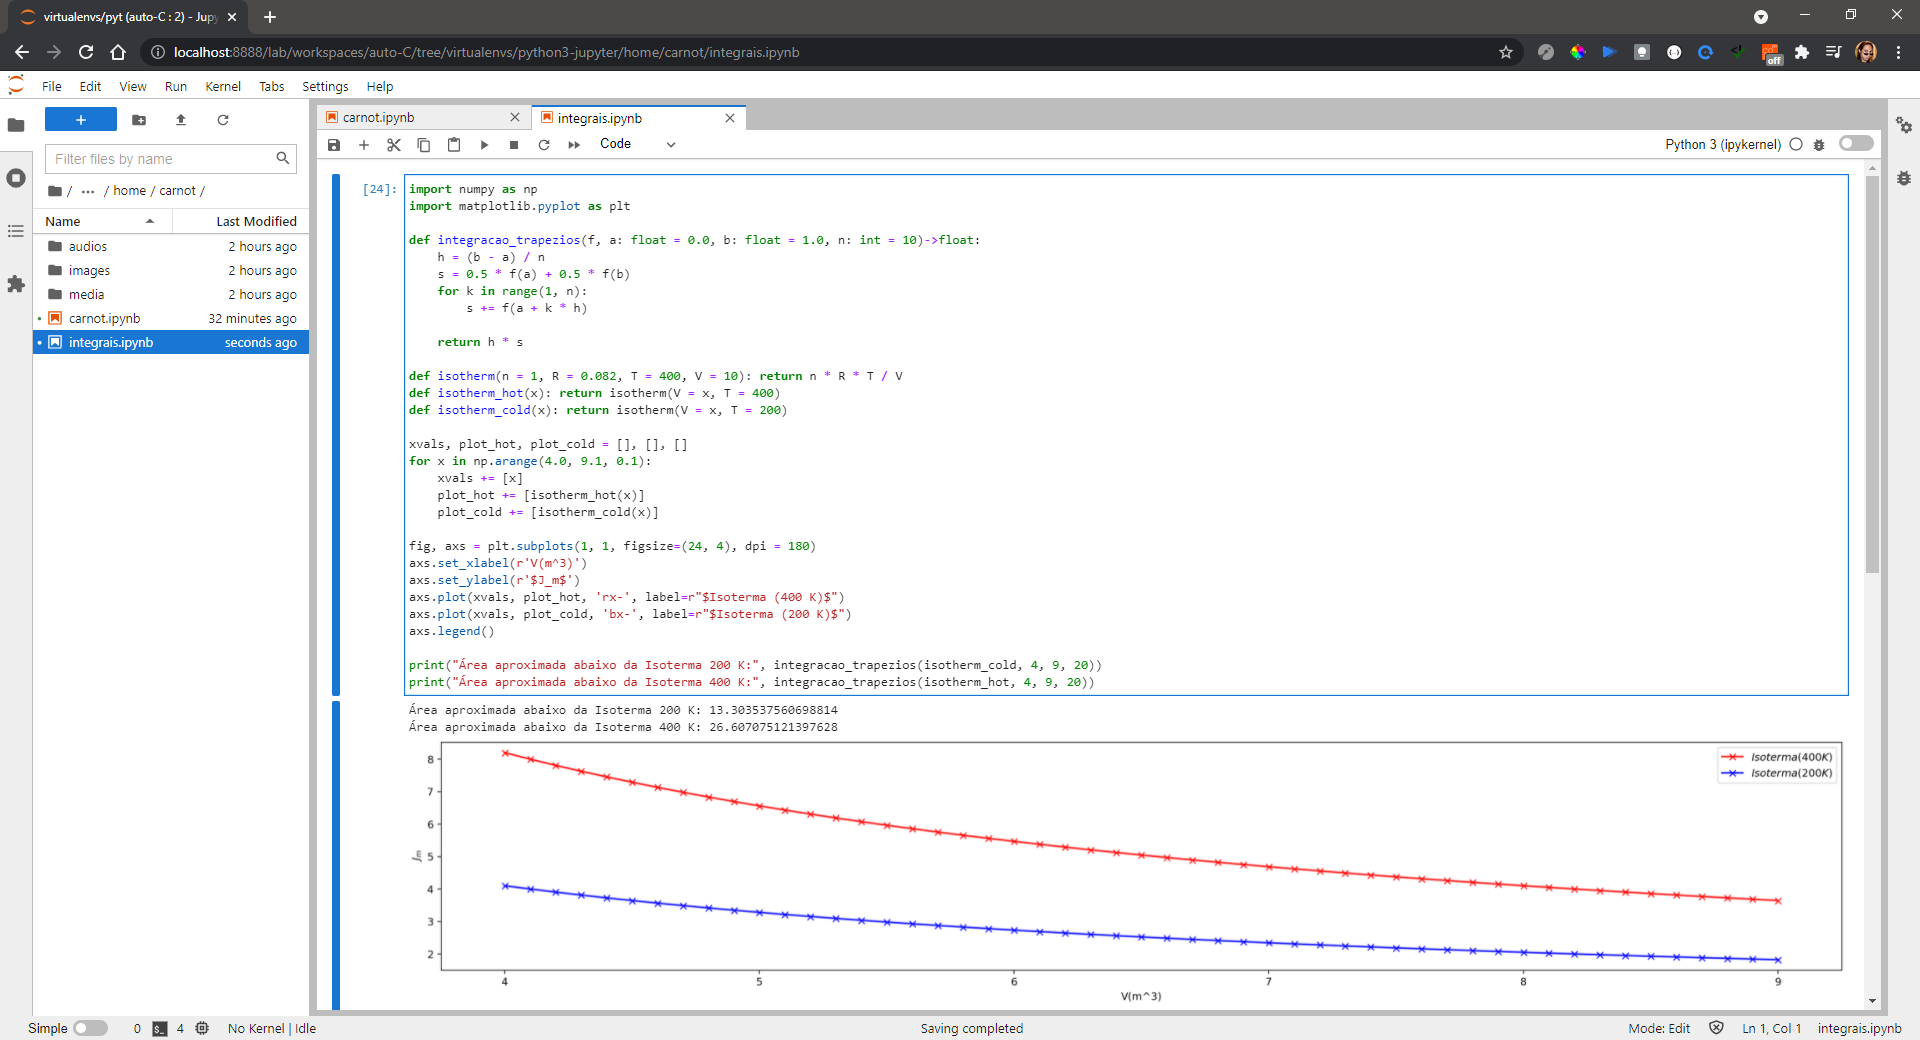 virtualenvs/pyt (auto-C : 2) - Jupy
localhost:8888/lab/workspaces/auto-C/tree/virtualenvs/python3-jupyter/home/carnot/integrais.ipynb
off
File Edit View Run Kernel Tabs Settings Help
carnot.ipynb
integrais.ipynb
Code
Python 3 (ipykernel)
Filter files by name
/ ... / home / carnot /
Name Last Modified
audios 2 hours ago
images 2 hours ago
media 2 hours ago
carnot.ipynb 32 minutes ago
integrais.ipynb seconds ago
[24]:
import numpy as np
import matplotlib.pyplot as plt
def integracao_trapezios(f, a: float = 0.0, b: float = 1.0, n: int = 10)->float:
    h = (b - a) / n
    s = 0.5 * f(a) + 0.5 * f(b)
    for k in range(1, n):
        s += f(a + k * h)
    return h * s
def isotherm(n = 1, R = 0.082, T = 400, V = 10): return n * R * T / V
def isotherm_hot(x): return isotherm(V = x, T = 400)
def isotherm_cold(x): return isotherm(V = x, T = 200)
xvals, plot_hot, plot_cold = [], [], []
for x in np.arange(4.0, 9.1, 0.1):
    xvals += [x]
    plot_hot += [isotherm_hot(x)]
    plot_cold += [isotherm_cold(x)]
fig, axs = plt.subplots(1, 1, figsize=(24, 4), dpi = 180)
axs.set_xlabel(r'V(m^3)')
axs.set_ylabel(r'$J_m$')
axs.plot(xvals, plot_hot, 'rx-', label=r"$Isoterma (400 K)$")
axs.plot(xvals, plot_cold, 'bx-', label=r"$Isoterma (200 K)$")
axs.legend()
print("Área aproximada abaixo da Isoterma 200 K:", integracao_trapezios(isotherm_cold, 4, 9, 20))
print("Área aproximada abaixo da Isoterma 400 K:", integracao_trapezios(isotherm_hot, 4, 9, 20))
Área aproximada abaixo da Isoterma 200 K: 13.303537560698814
Área aproximada abaixo da Isoterma 400 K: 26.607075121397628
Isoterma(400K)
Isoterma(200K)
8
7
6
5
4
3
2
Jm
4 5 6 7 8 9
V(m^3)
Simple 0 $_ 4 No Kernel | Idle Saving completed Mode: Edit Ln 1, Col 1 integrais.ipynb